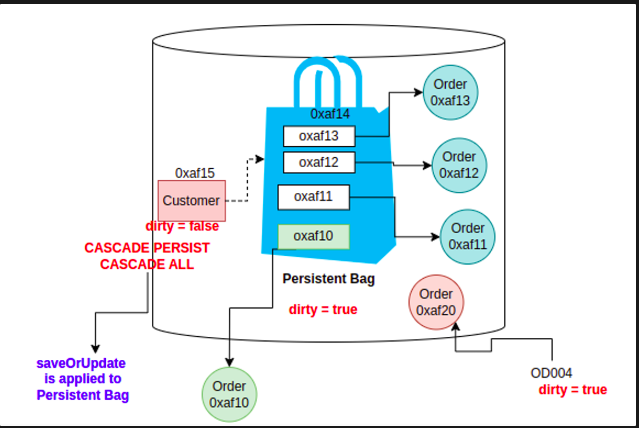 Order
0xaf13
0xaf14
oxaf13
oxaf12
Order
0xaf12
0xaf15
Customer
oxaf11
dirty = false
oxaf10
Order
0xaf11
CASCADE PERSIST
CASCADE ALL
Persistent Bag
dirty = true
Order
0xaf20
saveOrUpdate
is applied to
Persistent Bag
Order
0xaf10
OD004
dirty = true